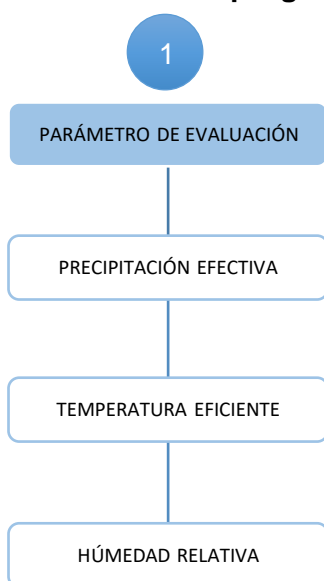 1
PARÁMETRO DE EVALUACIÓN
PRECIPITACIÓN EFECTIVA
TEMPERATURA EFICIENTE
HÚMEDAD RELATIVA